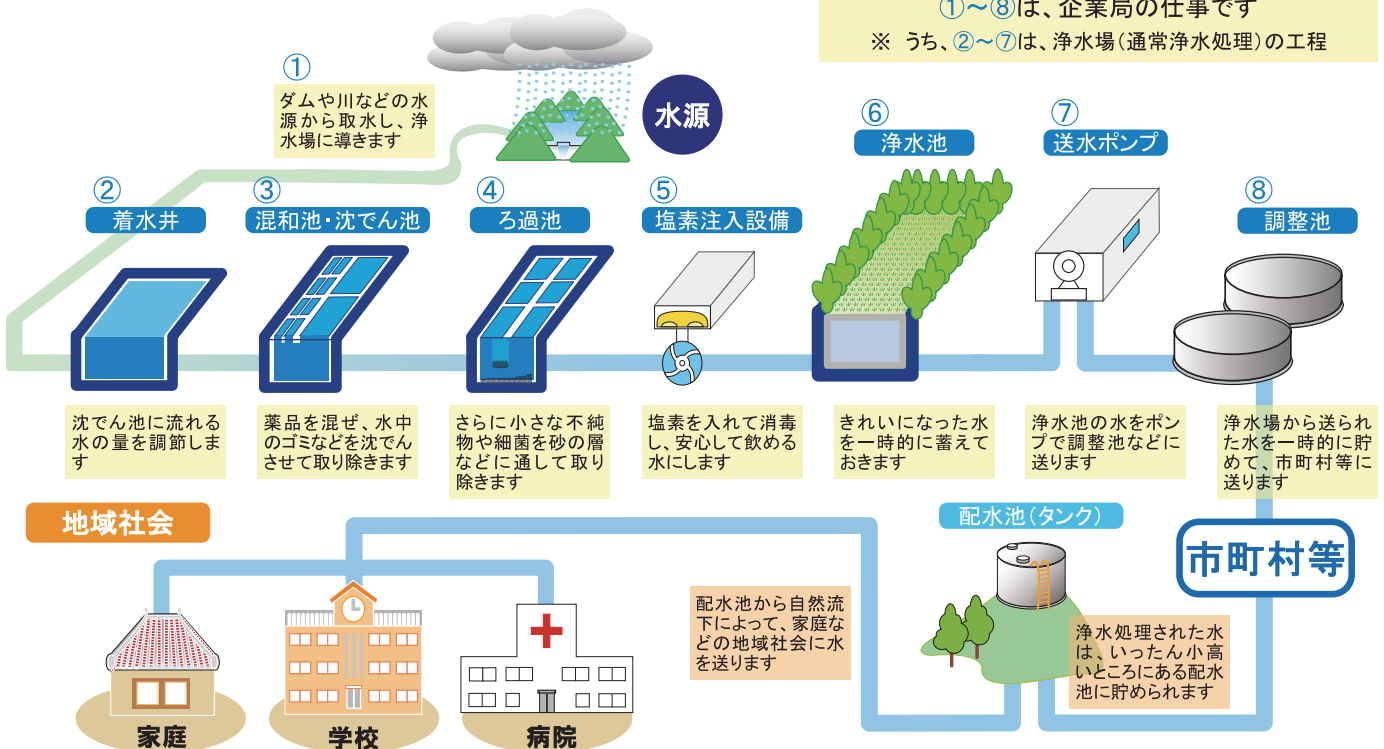 ①～⑧は、企業局の仕事です
※ うち、②～⑦は、浄水場(通常浄水処理)の工程
①
ダムや川などの水
源から取水し、浄
水場に導きます
水源
②
着水井
沈でん池に流れる
水の量を調節しま
す
③
混和池・沈でん池
薬品を混ぜ、水中
のゴミなどを沈でん
させて取り除きます
④
ろ過池
さらに小さな不純
物や細菌を砂の層
などに通して取り
除きます
⑤
塩素注入設備
塩素を入れて消毒
し、安心して飲める
水にします
⑥
浄水池
きれいになった水
を一時的に蓄えて
おきます
⑦
送水ポンプ
浄水池の水をポン
プで調整池などに
送ります
⑧
調整池
浄水場から送られ
た水を一時的に貯
めて、市町村等に
送ります
市町村等
配水池(タンク)
浄水処理された水
は、いったん小高
いところにある配水
池に貯められます
配水池から自然流
下によって、家庭な
どの地域社会に水
を送ります
地域社会
家庭
学校
病院